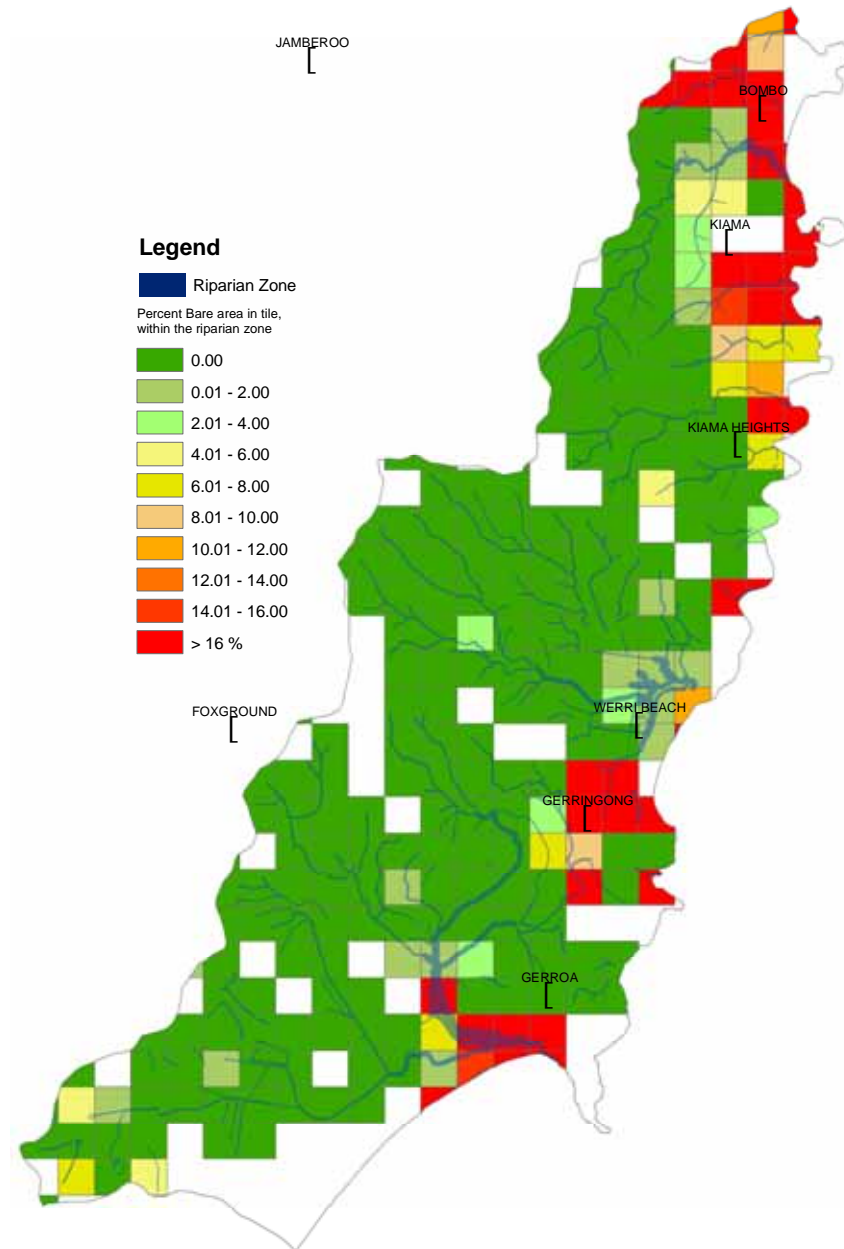 JAMBEROO
BOMBO
KIAMA
Legend
Riparian Zone
Percent Bare area in tile,
within the riparian zone
0.00
0.01 - 2.00
2.01 - 4.00
4.01 - 6.00
6.01 - 8.00
8.01 - 10.00
10.01 - 12.00
12.01 - 14.00
14.01 - 16.00
> 16 %
KIAMA HEIGHTS
FOXGROUND
WERRI BEACH
GERRINGONG
GERROA